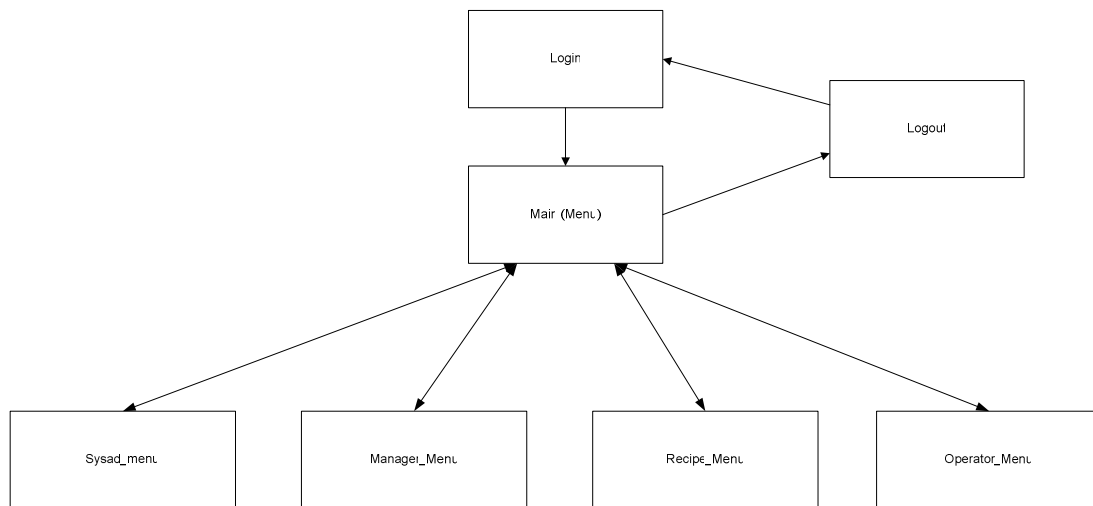 Login
Logout
Main (Menu)
Sysad_menu
Manager_Menu
Recipe_Menu
Operator_Menu